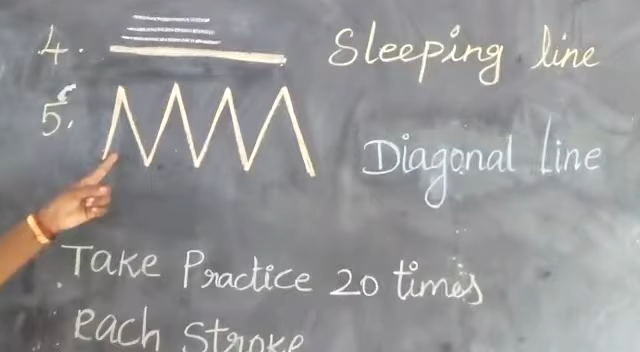 4. Sleeping line
5. Diagonal Line
Take Practice 20 times
each Stroke